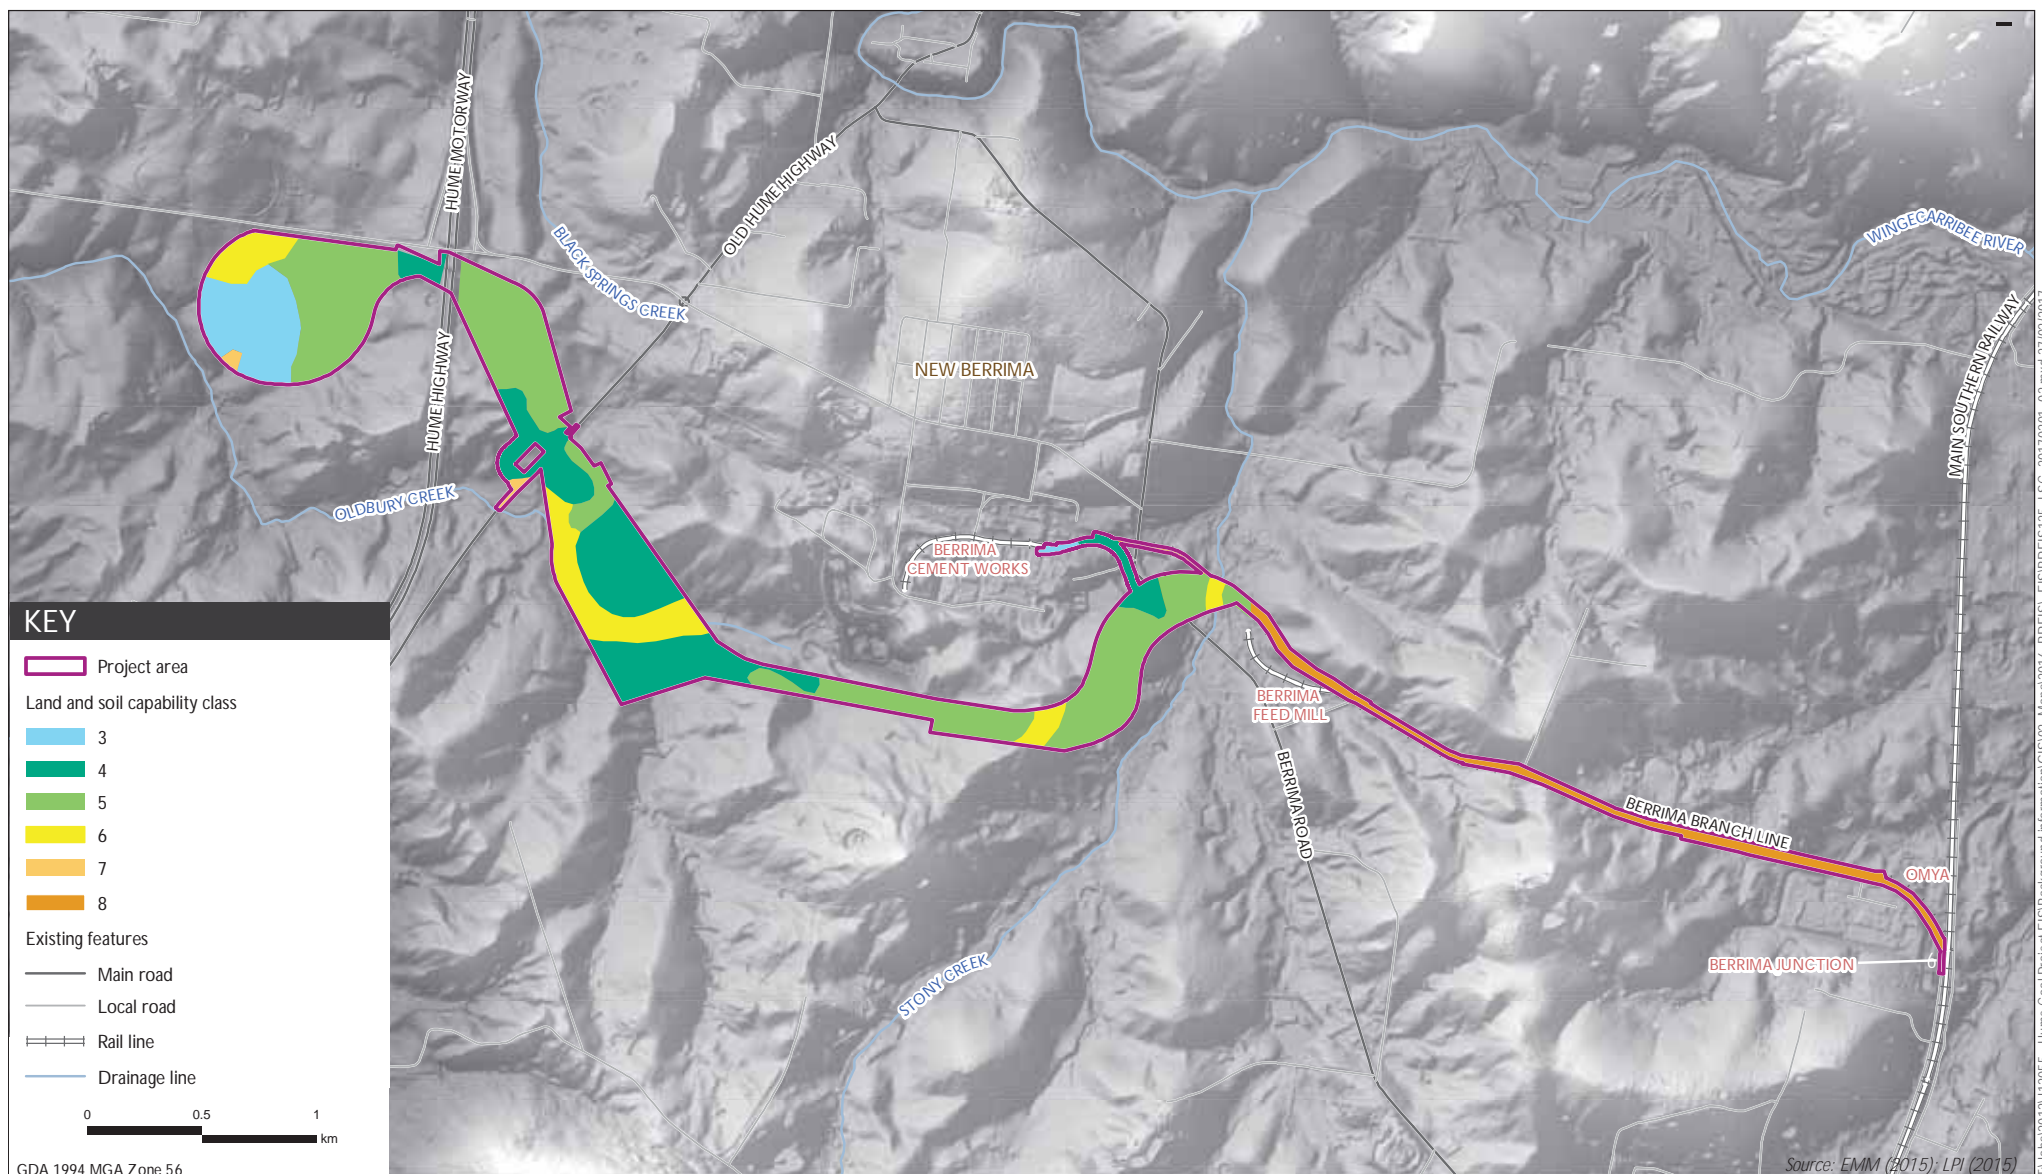 HUME MOTORWAY
OLD HUME HIGHWAY
BLACK SPRINGS CREEK
WINGECARRIBEE RIVER
MAIN SOUTHERN RAILWAY
HUME HIGHWAY
NEW BERRIMA
OLDBURY CREEK
BERRIMA
CEMENT WORKS
BERRIMA
FEED MILL
BERRIMA ROAD
BERRIMA BRANCH LINE
OMYA
BERRIMA JUNCTION
STONY CREEK
KEY
Project area
Land and soil capability class
3
4
5
6
7
8
Existing features
Main road
Local road
Rail line
Drainage line
0 0.5 1
km
GDA 1994 MGA Zone 56
Source: EMM (2015); LPI (2015)